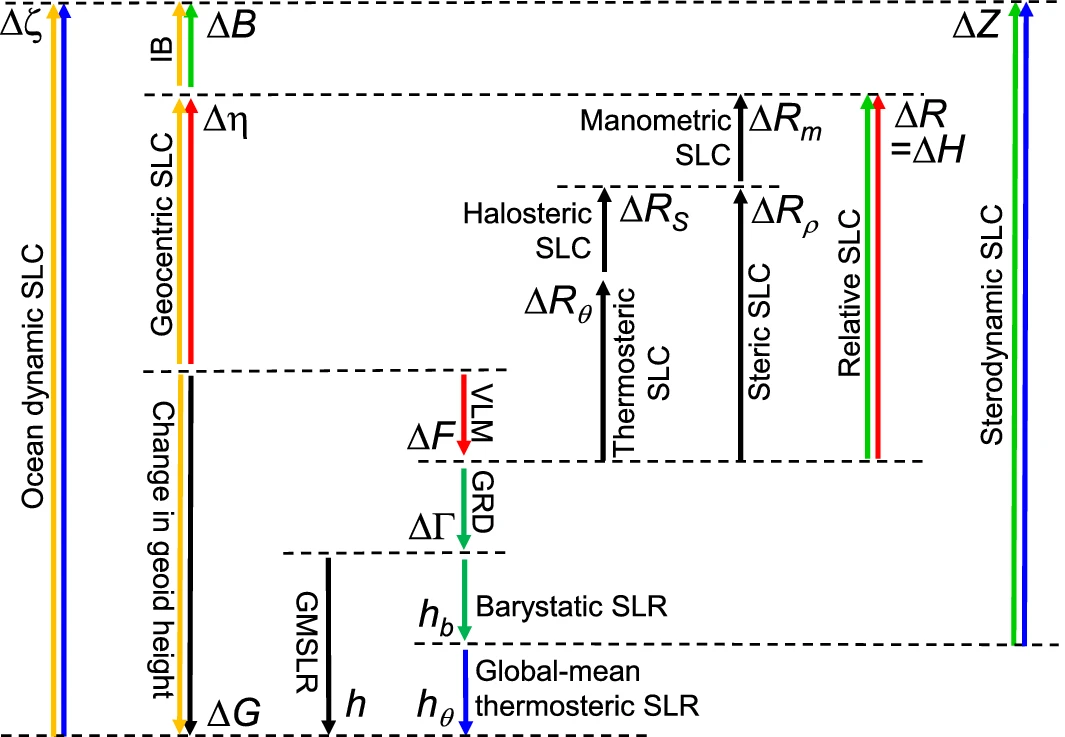 Δζ
Ocean dynamic SLC
IB
ΔB
Geocentric SLC
Δη
Change in geoid height
ΔG
GMSLR
h
VLM
ΔF
GRD
ΔΓ
h_b
Barystatic SLR
h_θ
Global-mean
thermosteric SLR
Halosteric
SLC
ΔR_S
ΔR_θ
Thermosteric
SLC
Manometric
SLC
ΔR_m
ΔR_ρ
Steric SLC
Relative SLC
ΔR
=ΔH
ΔZ
Sterodynamic SLC